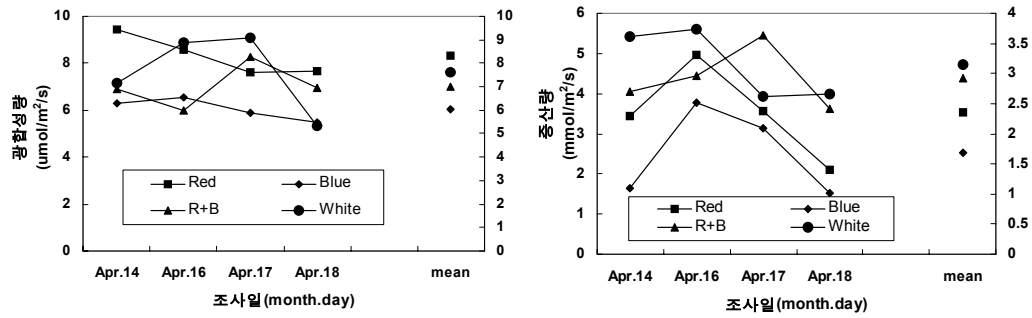 광합성량
(umol/m²/s)
10
8
6
4
2
0
10
9
8
7
6
5
4
3
2
1
0
Red
Blue
R+B
White
Apr.14 Apr.16 Apr.17 Apr.18 mean
조사일(month.day)
증산량
(mmol/m²/s)
6
5
4
3
2
1
0
4
3.5
3
2.5
2
1.5
1
0.5
0
Red
Blue
R+B
White
Apr.14 Apr.16 Apr.17 Apr.18 mean
조사일(month.day)